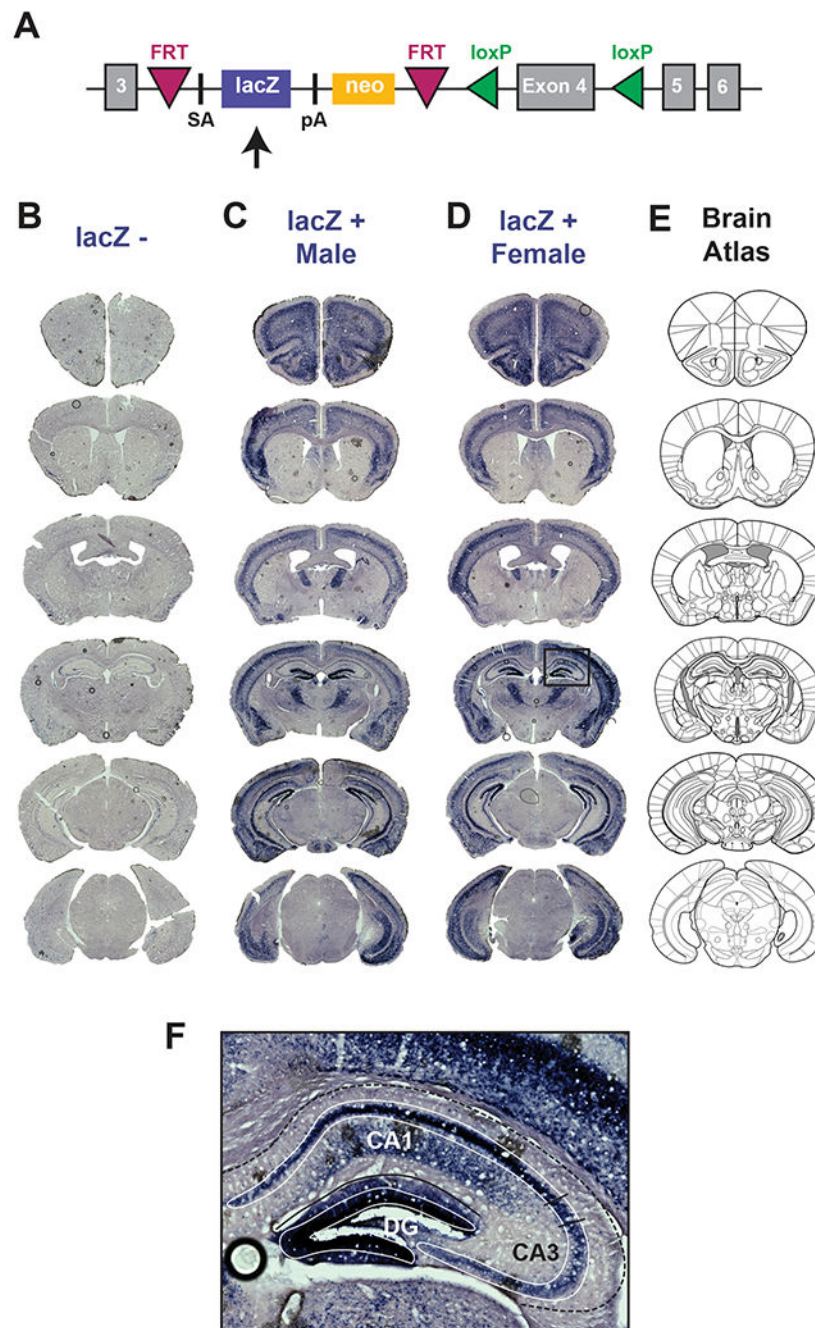 A
FRT FRT loxP loxP
3 lacZ neo Exon 4 5 6
SA pA
B lacZ -
C lacZ +
Male
D lacZ +
Female
E Brain
Atlas
F
CA1
DG
CA3